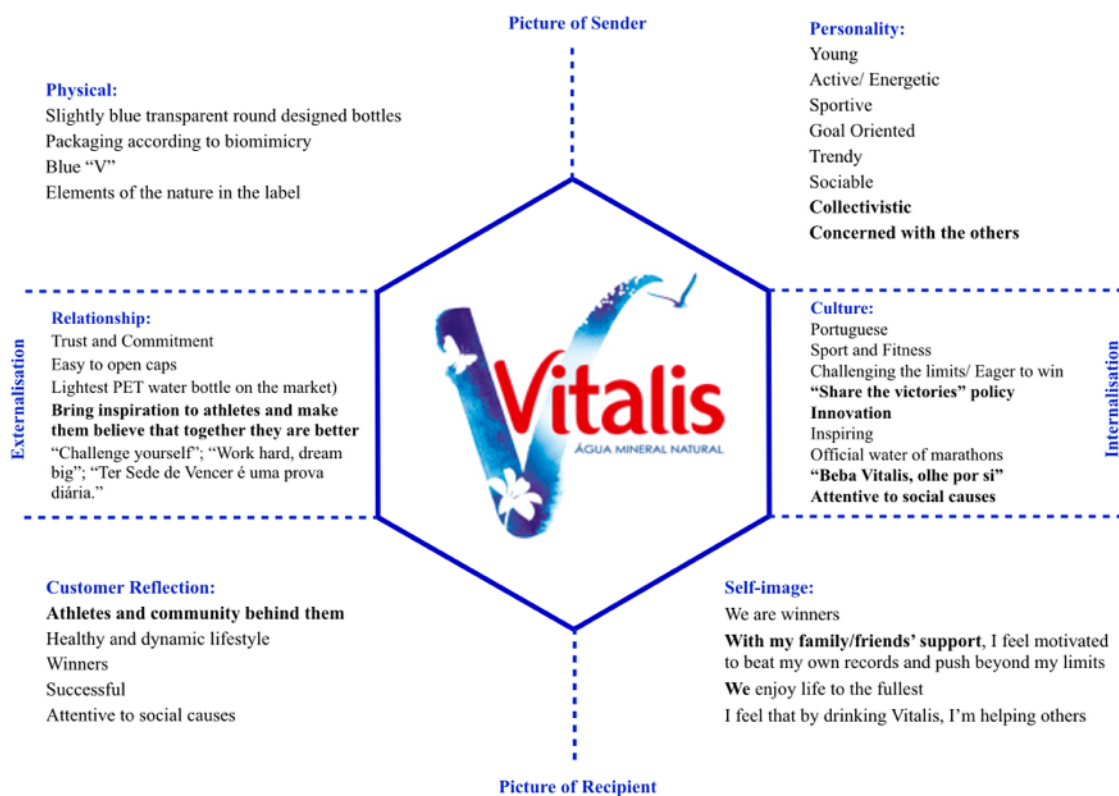 Picture of Sender
Physical:
Slightly blue transparent round designed bottles
Packaging according to biomimicry
Blue “V”
Elements of the nature in the label
Personality:
Young
Active/ Energetic
Sportive
Goal Oriented
Trendy
Sociable
Collectivistic
Concerned with the others
Externalisation
Relationship:
Trust and Commitment
Easy to open caps
Lightest PET water bottle on the market)
Bring inspiration to athletes and make
them believe that together they are better
“Challenge yourself”; “Work hard, dream
big”; “Ter Sede de Vencer é uma prova
diária.”
Vitalis
ÁGUA MINERAL NATURAL
Culture:
Portuguese
Sport and Fitness
Challenging the limits/ Eager to win
“Share the victories” policy
Innovation
Inspiring
Official water of marathons
“Beba Vitalis, olhe por si”
Attentive to social causes
Internalisation
Customer Reflection:
Athletes and community behind them
Healthy and dynamic lifestyle
Winners
Successful
Attentive to social causes
Self-image:
We are winners
With my family/friends’ support, I feel motivated
to beat my own records and push beyond my limits
We enjoy life to the fullest
I feel that by drinking Vitalis, I’m helping others
Picture of Recipient